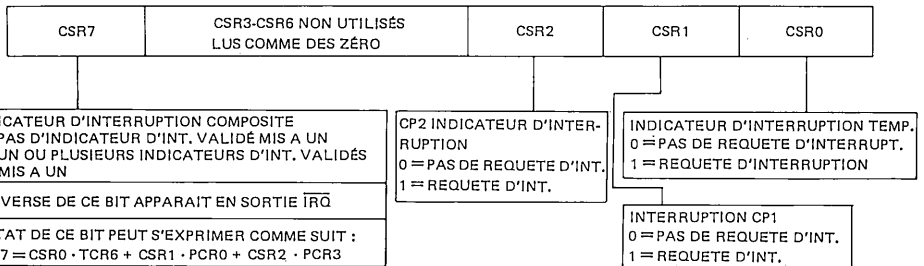 CSR7
CSR3-CSR6 NON UTILISÉS
LUS COMME DES ZÉRO
CSR2
CSR1
CSR0
ICATEUR D'INTERRUPTION COMPOSITE
PAS D'INDICATEUR D'INT. VALIDÉ MIS A UN
UN OU PLUSIEURS INDICATEURS D'INT. VALIDÉS
MIS A UN
VERSE DE CE BIT APPARAIT EN SORTIE IRQ
TAT DE CE BIT PEUT S'EXPRIMER COMME SUIT :
7 = CSR0 · TCR6 + CSR1 · PCR0 + CSR2 · PCR3
CP2 INDICATEUR D'INTER-
RUPTION
0 = PAS DE REQUETE D'INT.
1 = REQUETE D'INT.
INDICATEUR D'INTERRUPTION TEMP.
0 = PAS DE REQUETE D'INTERRUPT.
1 = REQUETE D'INTERRUPTION
INTERRUPTION CP1
0 = PAS DE REQUETE D'INT.
1 = REQUETE D'INT.